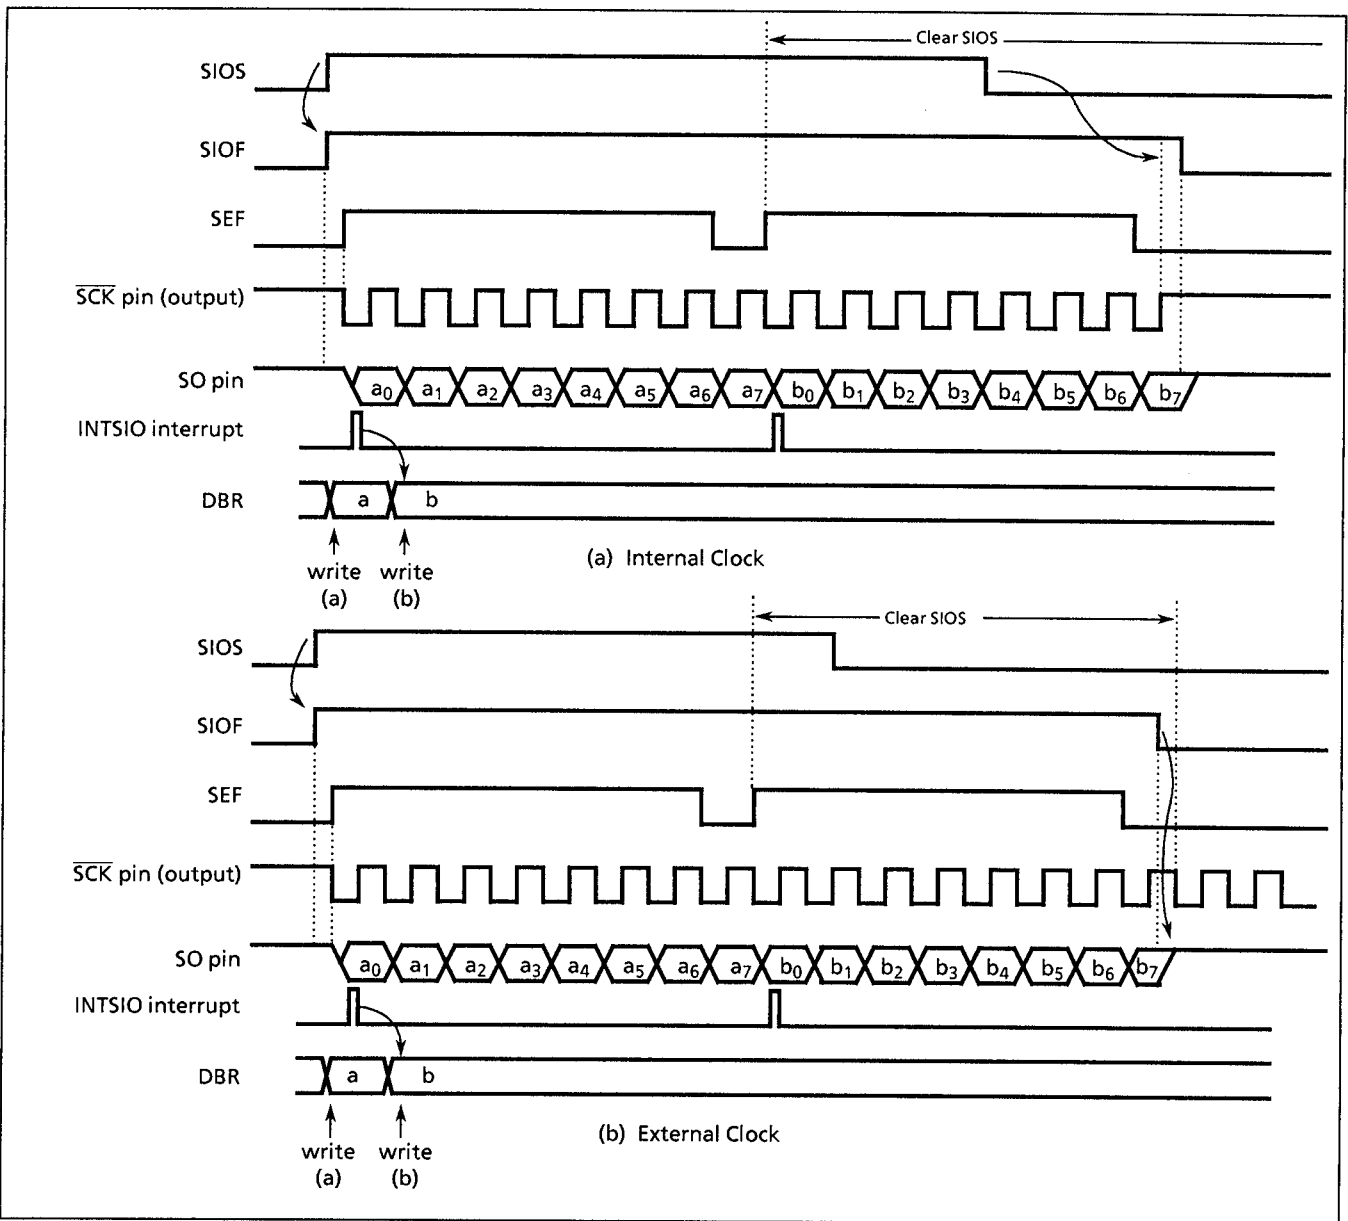 Clear SIOS
SIOS
SIOF
SEF
SCK pin (output)
SO pin a0 a1 a2 a3 a4 a5 a6 a7 b0 b1 b2 b3 b4 b5 b6 b7
INTSIO interrupt
DBR a b
(a) Internal Clock
write write
(a) (b)
Clear SIOS
SIOS
SIOF
SEF
SCK pin (output)
SO pin a0 a1 a2 a3 a4 a5 a6 a7 b0 b1 b2 b3 b4 b5 b6 b7
INTSIO interrupt
DBR a b
(b) External Clock
write write
(a) (b)